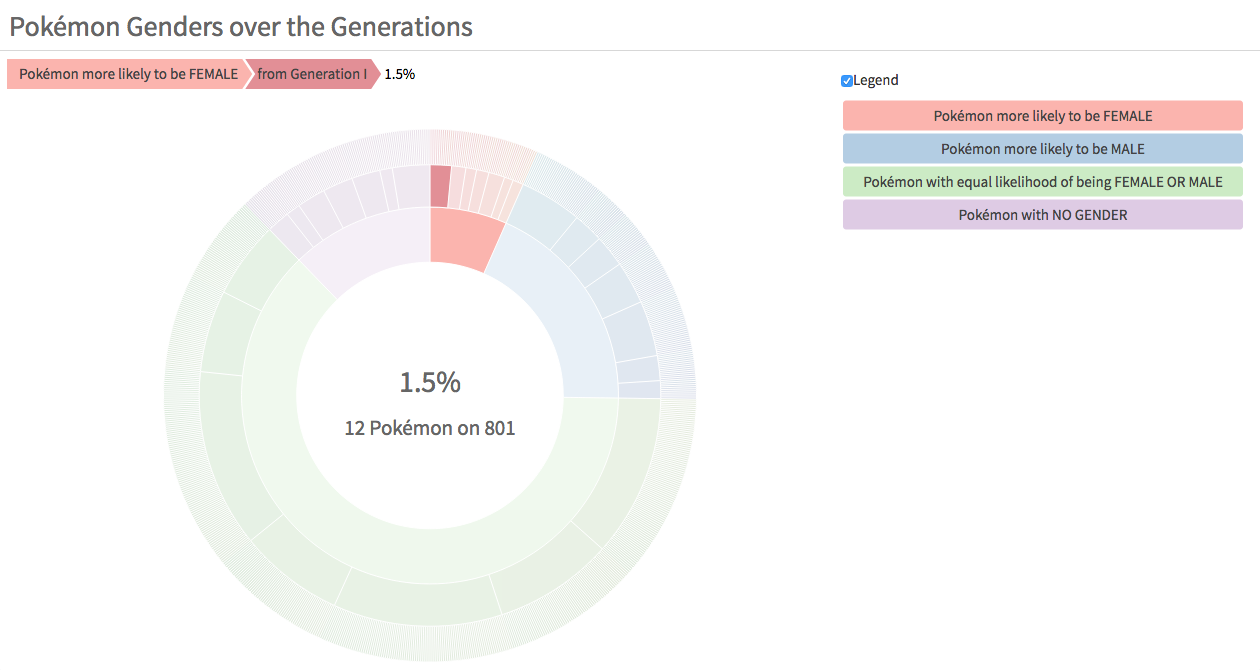 Pokémon Genders over the Generations
Pokémon more likely to be FEMALE
from Generation I
1.5%
Legend
Pokémon more likely to be FEMALE
Pokémon more likely to be MALE
Pokémon with equal likelihood of being FEMALE OR MALE
Pokémon with NO GENDER
1.5%
12 Pokémon on 801